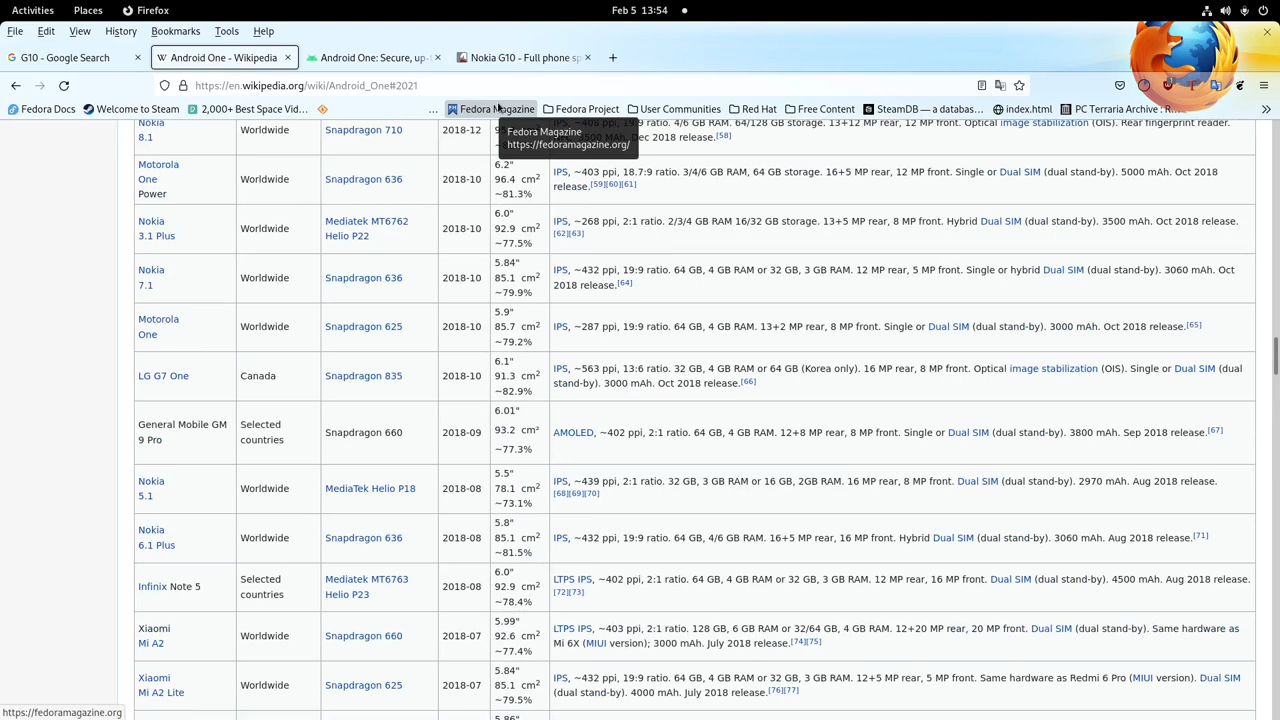 Activities Places Firefox Feb 5 13:54
File Edit View History Bookmarks Tools Help
G10 - Google Search Android One - Wikipedia Android One: Secure, up- Nokia G10 - Full phone sp
https://en.wikipedia.org/wiki/Android_One#2021
Fedora Docs Welcome to Steam 2,000+ Best Space Vid... ... Fedora Magazine Fedora Project User Communities Red Hat Free Content SteamDB — a databas... index.html PC Terraria Archive : R...
Fedora Magazine
https://fedoramagazine.org/
Nokia
8.1
Worldwide
Snapdragon 710
2018-12
19:9 ratio. 4/6 GB RAM, 64/128 GB storage. 13+12 MP rear, 12 MP front. Optical image stabilization (OIS). Rear fingerprint reader.
3500 mAh. Dec 2018 release.[58]
Motorola
One
Power
Worldwide
Snapdragon 636
2018-10
6.2"
96.4 cm2
~81.3%
IPS, ~403 ppi, 18.7:9 ratio. 3/4/6 GB RAM, 64 GB storage. 16+5 MP rear, 12 MP front. Single or Dual SIM (dual stand-by). 5000 mAh. Oct 2018
release.[59][60][61]
Nokia
3.1 Plus
Worldwide
Mediatek MT6762
Helio P22
2018-10
6.0"
92.9 cm2
~77.5%
IPS, ~268 ppi, 2:1 ratio. 2/3/4 GB RAM 16/32 GB storage. 13+5 MP rear, 8 MP front. Hybrid Dual SIM (dual stand-by). 3500 mAh. Oct 2018 release.
[62][63]
Nokia
7.1
Worldwide
Snapdragon 636
2018-10
5.84"
85.1 cm2
~79.9%
IPS, ~432 ppi, 19:9 ratio. 64 GB, 4 GB RAM or 32 GB, 3 GB RAM. 12 MP rear, 5 MP front. Single or hybrid Dual SIM (dual stand-by). 3060 mAh. Oct
2018 release.[64]
Motorola
One
Worldwide
Snapdragon 625
2018-10
5.9"
85.7 cm2
~79.2%
IPS, ~287 ppi, 19:9 ratio. 64 GB, 4 GB RAM. 13+2 MP rear, 8 MP front. Single or Dual SIM (dual stand-by). 3000 mAh. Oct 2018 release.[65]
LG G7 One
Canada
Snapdragon 835
2018-10
6.1"
91.3 cm2
~82.9%
IPS, ~563 ppi, 13:6 ratio. 32 GB, 4 GB RAM or 64 GB (Korea only). 16 MP rear, 8 MP front. Optical image stabilization (OIS). Single or Dual SIM (dual
stand-by). 3000 mAh. Oct 2018 release.[66]
General Mobile GM
9 Pro
Selected
countries
Snapdragon 660
2018-09
6.01"
93.2 cm²
~77.3%
AMOLED, ~402 ppi, 2:1 ratio. 64 GB, 4 GB RAM. 12+8 MP rear, 8 MP front. Single or Dual SIM (dual stand-by). 3800 mAh. Sep 2018 release.[67]
Nokia
5.1
Worldwide
MediaTek Helio P18
2018-08
5.5"
78.1 cm2
~73.1%
IPS, ~439 ppi, 2:1 ratio. 32 GB, 3 GB RAM or 16 GB, 2GB RAM. 16 MP rear, 8 MP front. Dual SIM (dual stand-by). 2970 mAh. Aug 2018 release.
[68][69][70]
Nokia
6.1 Plus
Worldwide
Snapdragon 636
2018-08
5.8"
85.1 cm2
~81.5%
IPS, ~432 ppi, 19:9 ratio. 64 GB, 4/6 GB RAM. 16+5 MP rear, 16 MP front. Hybrid Dual SIM (dual stand-by). 3060 mAh. Aug 2018 release.[71]
Infinix Note 5
Selected
countries
Mediatek MT6763
Helio P23
2018-08
6.0"
92.9 cm2
~78.4%
LTPS IPS, ~402 ppi, 2:1 ratio. 64 GB, 4 GB RAM or 32 GB, 3 GB RAM. 12 MP rear, 16 MP front. Dual SIM (dual stand-by). 4500 mAh. Aug 2018 release.
[72][73]
Xiaomi
Mi A2
Worldwide
Snapdragon 660
2018-07
5.99"
92.6 cm2
~77.4%
LTPS IPS, ~403 ppi, 2:1 ratio. 128 GB, 6 GB RAM or 32/64 GB, 4 GB RAM. 12+20 MP rear, 20 MP front. Dual SIM (dual stand-by). Same hardware as
Mi 6X (MIUI version); 3000 mAh. July 2018 release.[74][75]
Xiaomi
Mi A2 Lite
Worldwide
Snapdragon 625
2018-07
5.84"
85.1 cm2
~79.5%
IPS, ~432 ppi, 19:9 ratio. 64 GB, 4 GB RAM or 32 GB, 3 GB RAM. 12+5 MP rear, 5 MP front. Same hardware as Redmi 6 Pro (MIUI version). Dual SIM
(dual stand-by). 4000 mAh. July 2018 release.[76][77]
5.86"
https://fedoramagazine.org